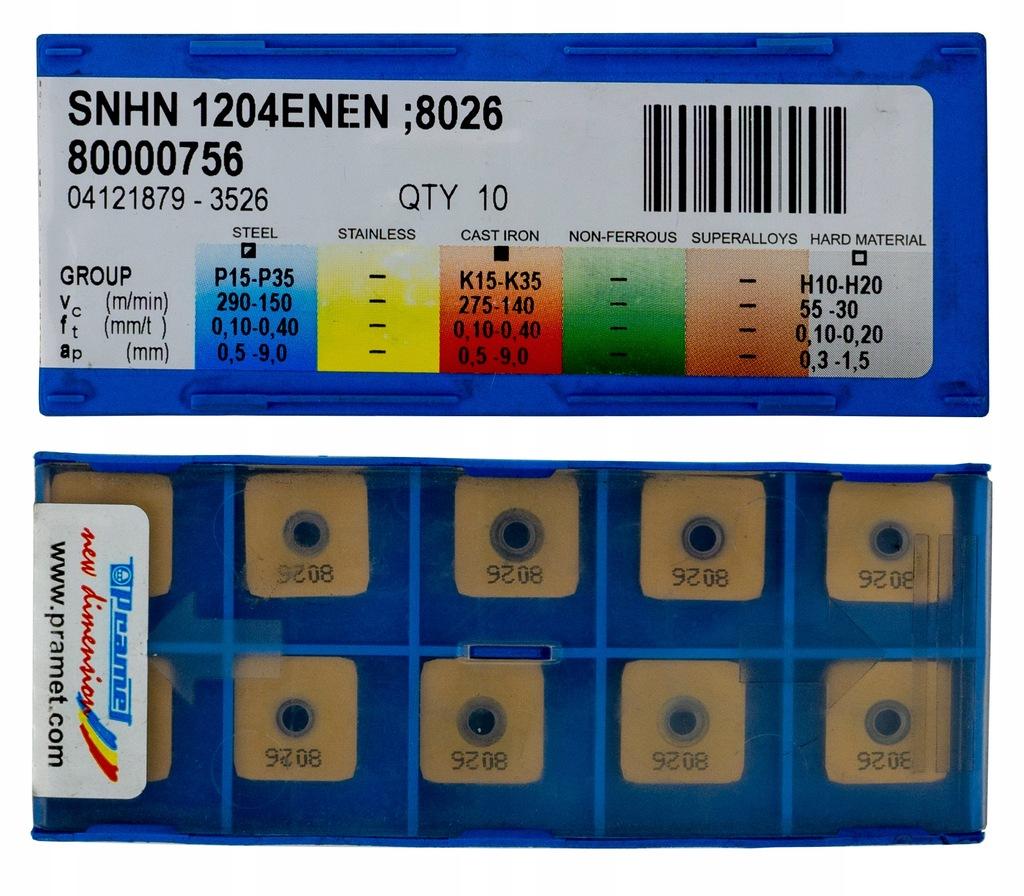 SNHN 1204ENEN ;8026
80000756
04121879 - 3526 QTY 10
STEEL STAINLESS CAST IRON NON-FERROUS SUPERALLOYS HARD MATERIAL
GROUP P15-P35 – K15-K35 – – H10-H20
vc (m/min) 290-150 – 275-140 – – 55 -30
ft (mm/t ) 0,10-0,40 – 0,10-0,40 – – 0,10-0,20
ap (mm) 0,5 -9,0 – 0,5 -9,0 – – 0,3 -1,5
Pramet
new dimension
www.pramet.com
8026
8026
8026
8026
8026
8026
8026
8026